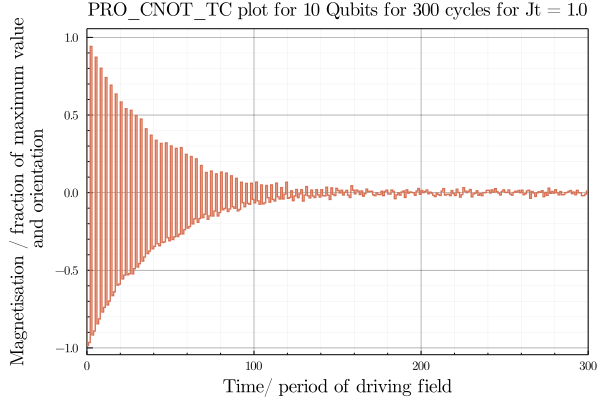 PRO_CNOT_TC plot for 10 Qubits for 300 cycles for Jt = 1.0
Magnetisation / fraction of maximum value
and orientation
1.0
0.5
0.0
−0.5
−1.0
0
100
200
300
Time/ period of driving field